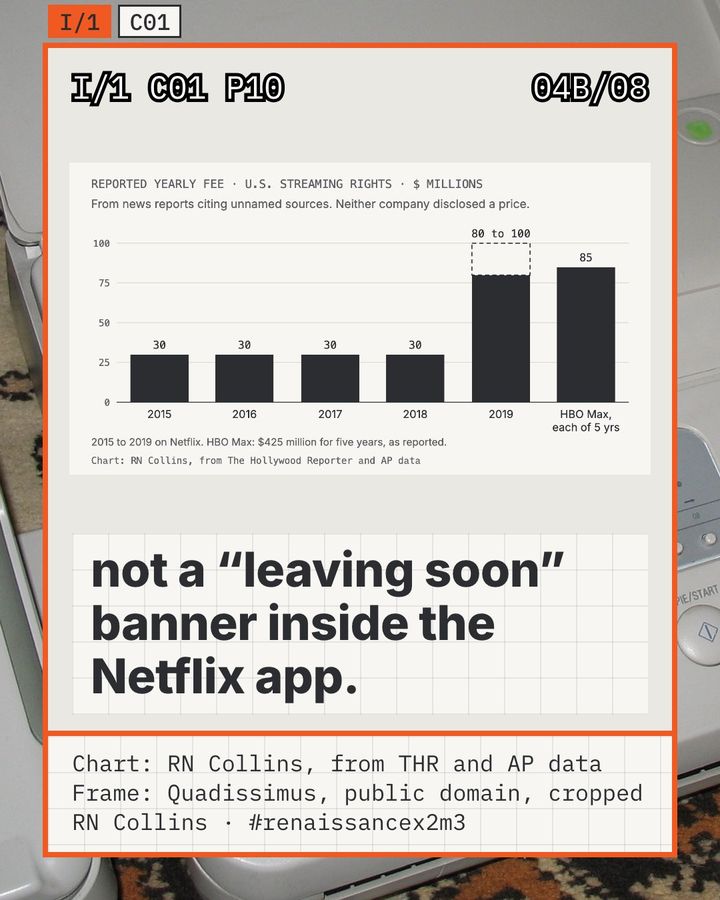 I/1 C01
I/1 C01 P10 04B/08
REPORTED YEARLY FEE · U.S. STREAMING RIGHTS · $ MILLIONS
From news reports citing unnamed sources. Neither company disclosed a price.
80 to 100
100
85
75
50
30 30 30 30
25
0
2015 2016 2017 2018 2019 HBO Max,
each of 5 yrs
2015 to 2019 on Netflix. HBO Max: $425 million for five years, as reported.
Chart: RN Collins, from The Hollywood Reporter and AP data
not a “leaving soon”
banner inside the
Netflix app.
PIE/START
Chart: RN Collins, from THR and AP data
Frame: Quadissimus, public domain, cropped
RN Collins · #renaissancex2m3